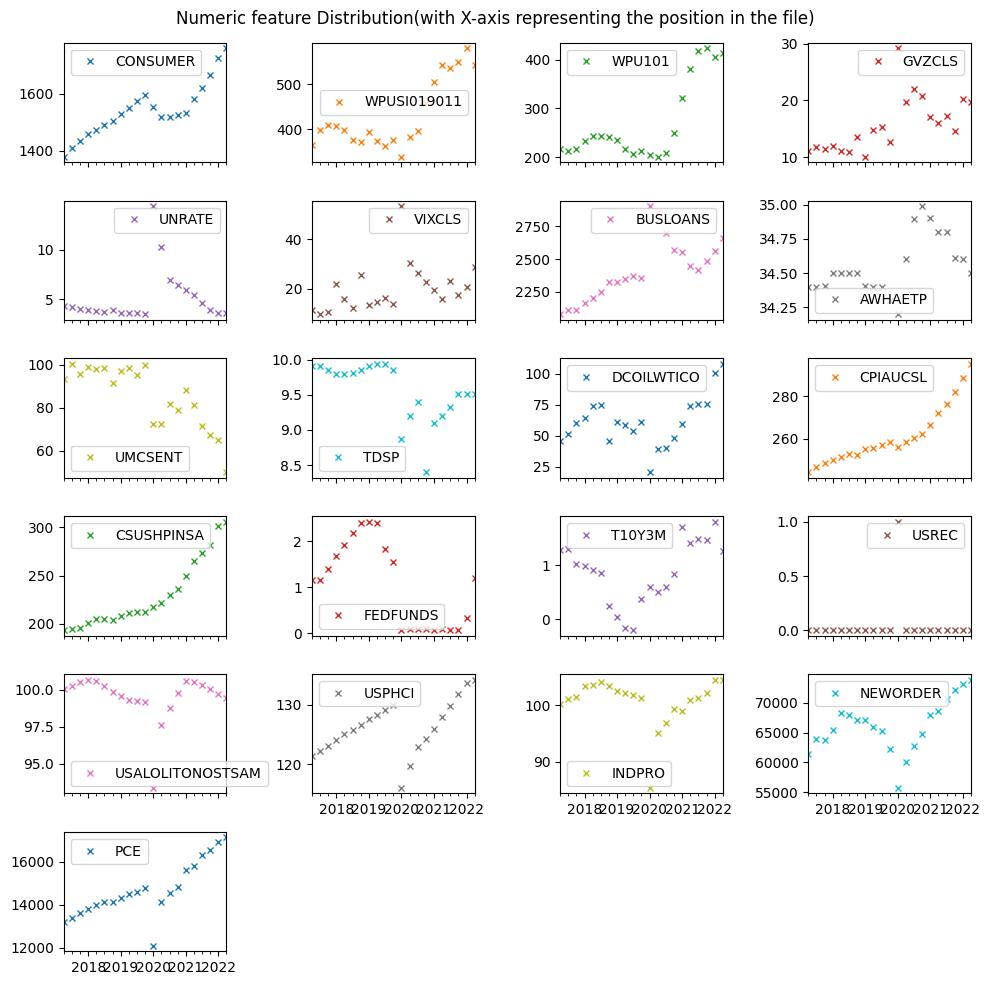 Numeric feature Distribution(with X-axis representing the position in the file)
CONSUMER
1600
1400
WPUSI019011
500
400
WPU101
400
300
200
GVZCLS
30
20
10
UNRATE
10
5
VIXCLS
40
20
BUSLOANS
2750
2500
2250
AWHAETP
35.00
34.75
34.50
34.25
UMCSENT
100
80
60
TDSP
10.0
9.5
9.0
8.5
DCOILWTICO
100
75
50
25
CPIAUCSL
280
260
CSUSHPINSA
300
250
200
FEDFUNDS
2
1
0
T10Y3M
1
0
USREC
1.0
0.5
0.0
USALOLITONOSTSAM
100.0
97.5
95.0
USPHCI
130
120
2018 2019 2020 2021 2022
INDPRO
100
90
2018 2019 2020 2021 2022
NEWORDER
70000
65000
60000
55000
2018 2019 2020 2021 2022
PCE
16000
14000
12000
2018 2019 2020 2021 2022